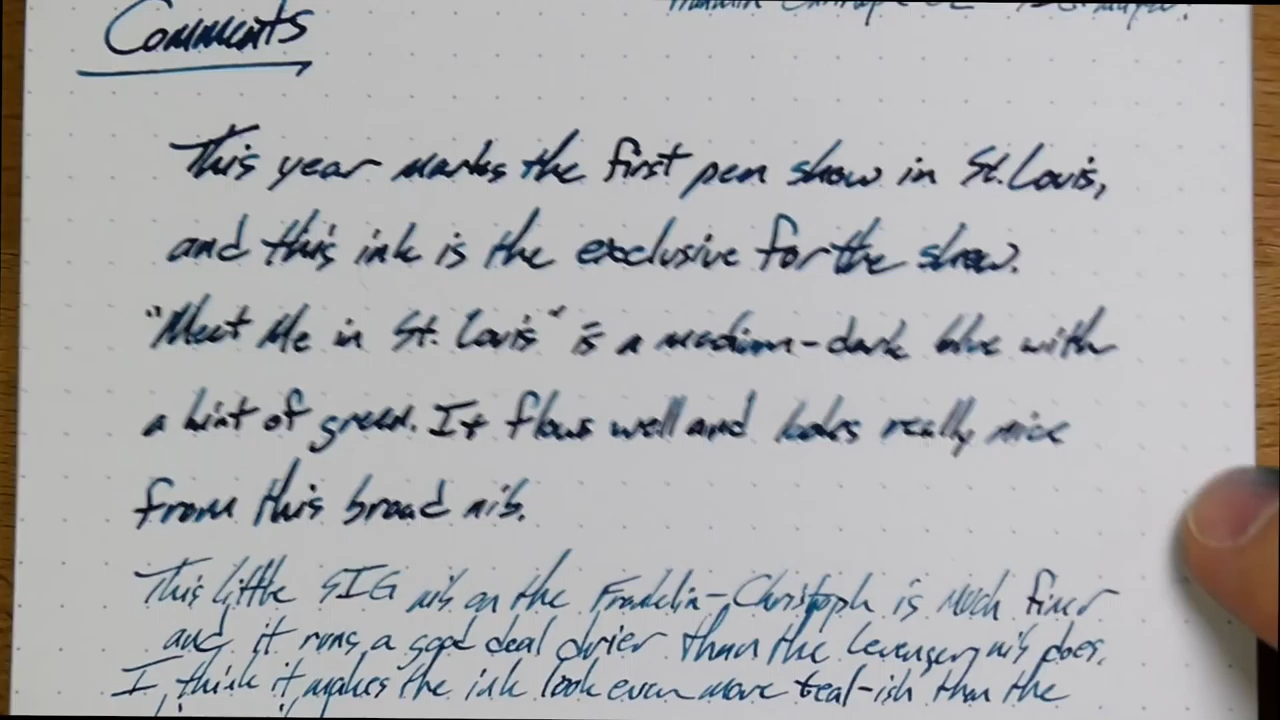 Comments
This year marks the first pen show in St. Louis,
and this ink is the exclusive for the show.
"Meet Me in St. Louis" is a medium-dark blue with
a hint of green. It flows well and looks really nice
from this broad nib.
This little SIG nib on the Franklin-Christoph is much finer
and it runs a good deal drier than the Levenger nib does.
I think it makes the ink look even more teal-ish than the